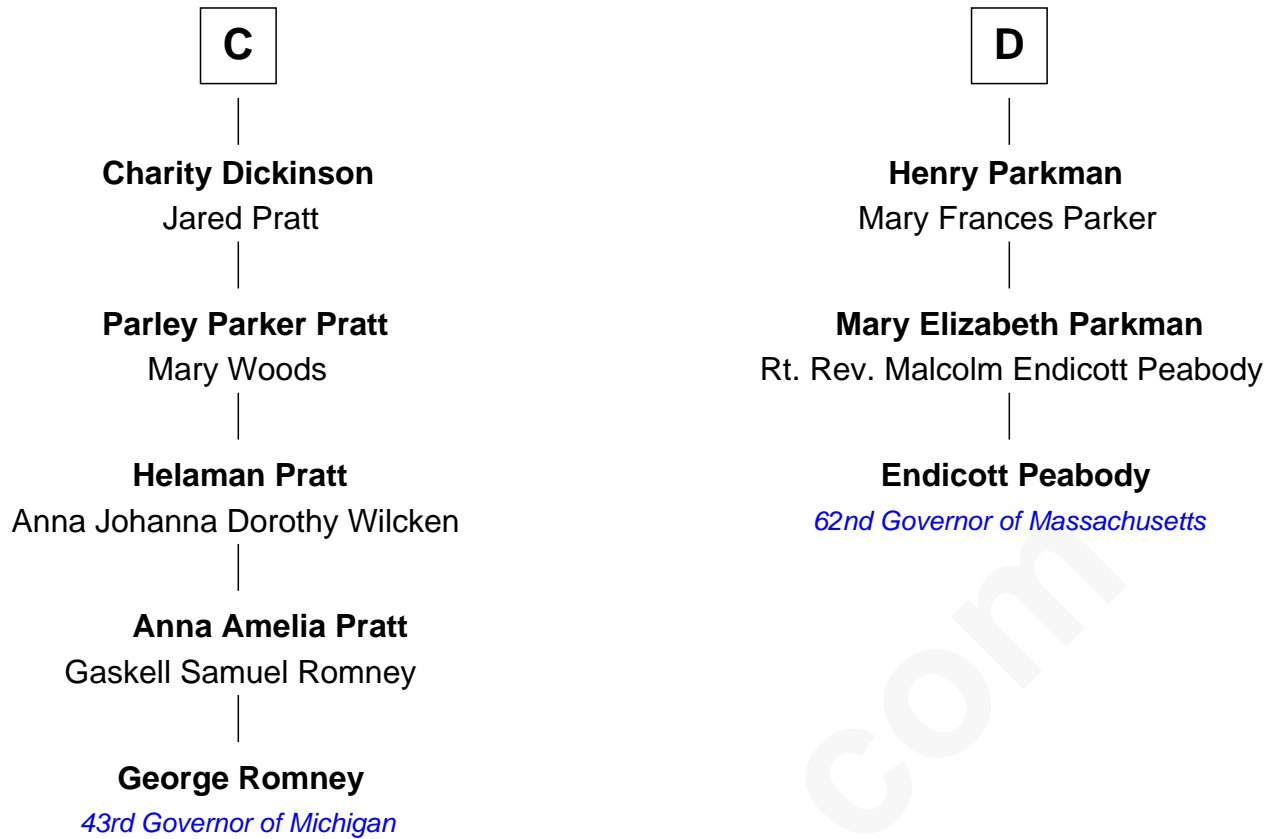 C
Charity Dickinson
Jared Pratt
Parley Parker Pratt
Mary Woods
Helaman Pratt
Anna Johanna Dorothy Wilcken
Anna Amelia Pratt
Gaskell Samuel Romney
George Romney
43rd Governor of Michigan
D
Henry Parkman
Mary Frances Parker
Mary Elizabeth Parkman
Rt. Rev. Malcolm Endicott Peabody
Endicott Peabody
62nd Governor of Massachusetts
com